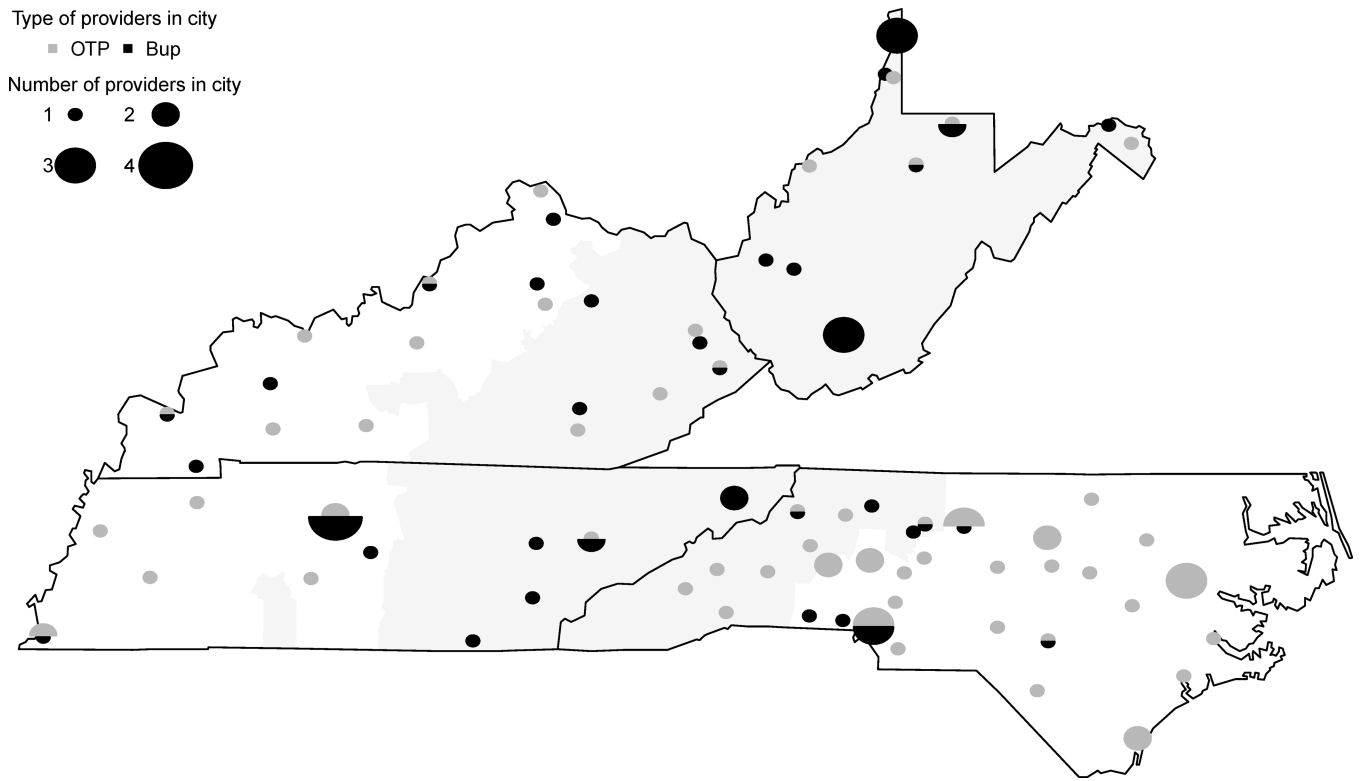 Type of providers in city
OTP Bup
Number of providers in city
1 2
3 4